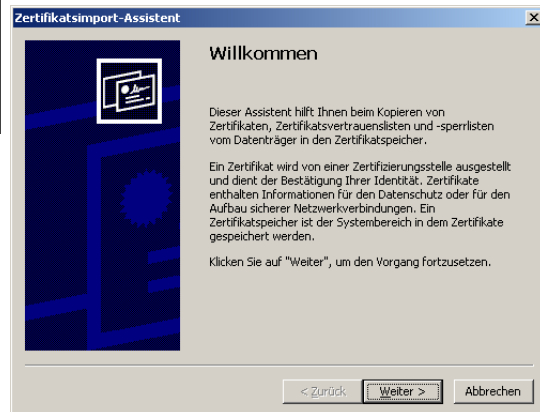 Zertifikatsimport-Assistent
Willkommen
Dieser Assistent hilft Ihnen beim Kopieren von
Zertifikaten, Zertifikatsvertrauenslisten und -sperrlisten
vom Datenträger in den Zertifikatspeicher.
Ein Zertifikat wird von einer Zertifizierungsstelle ausgestellt
und dient der Bestätigung Ihrer Identität. Zertifikate
enthalten Informationen für den Datenschutz oder für den
Aufbau sicherer Netzwerkverbindungen. Ein
Zertifikatspeicher ist der Systembereich in dem Zertifikate
gespeichert werden.
Klicken Sie auf "Weiter", um den Vorgang fortzusetzen.
< Zurück Weiter > Abbrechen